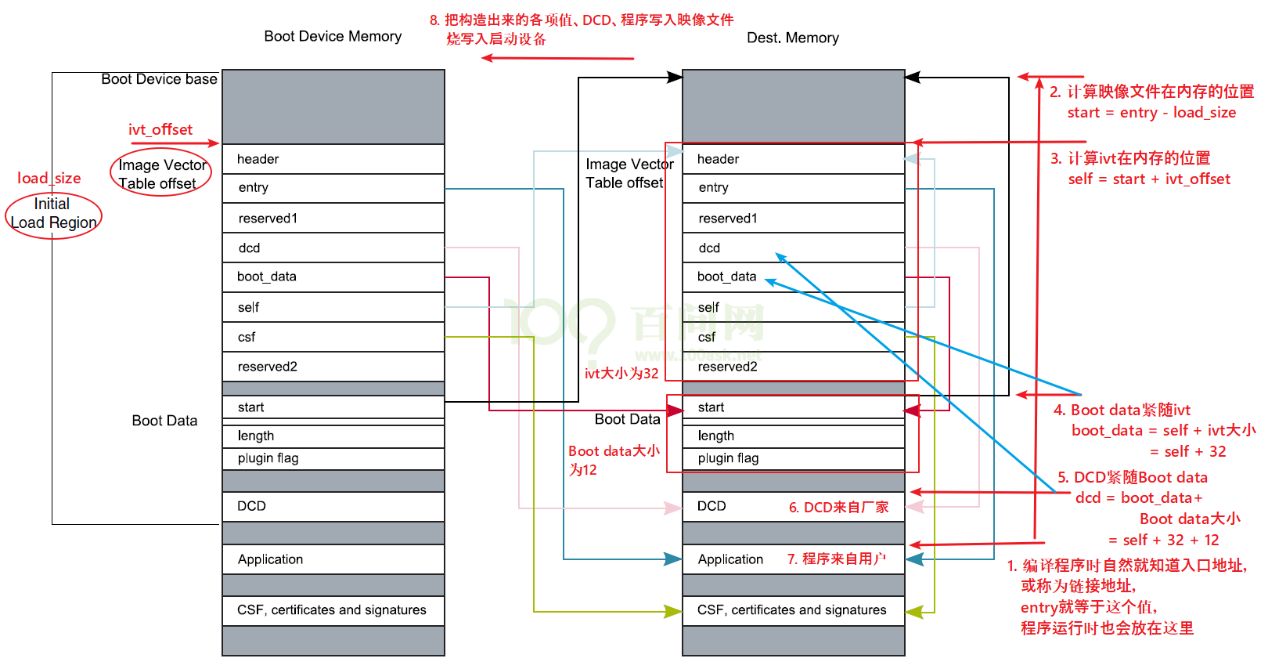 8. 把构造出来的各项值、DCD、程序写入映像文件
烧写入启动设备
Boot Device Memory
Dest. Memory
Boot Device base
2. 计算映像文件在内存的位置
start = entry - load_size
ivt_offset
Image Vector
Table offset
load_size
Initial
Load Region
header
entry
reserved1
dcd
boot_data
self
csf
reserved2
Boot Data
start
length
plugin flag
DCD
Application
CSF, certificates and signatures
Image Vector
Table offset
header
entry
reserved1
dcd
boot_data
self
csf
reserved2
ivt大小为32
Boot Data
Boot data大小
为12
start
length
plugin flag
DCD
6. DCD来自厂家
Application
7. 程序来自用户
CSF, certificates and signatures
3. 计算ivt在内存的位置
self = start + ivt_offset
4. Boot data紧随ivt
boot_data = self + ivt大小
= self + 32
5. DCD紧随Boot data
dcd = boot_data+
Boot data大小
= self + 32 + 12
1. 编译程序时自然就知道入口地址,
或称为链接地址,
entry就等于这个值,
程序运行时也会放在这里
百问网
www.100ask.net